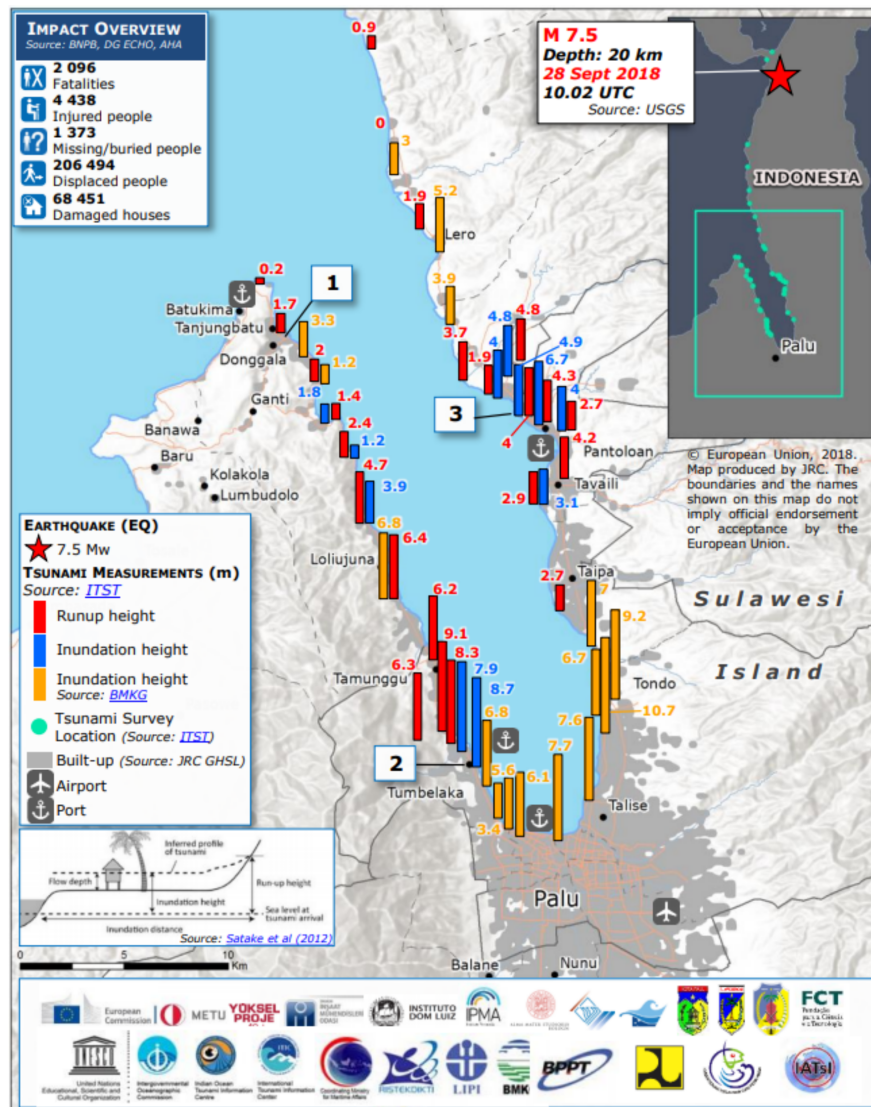 IMPACT OVERVIEW
Source: BNPB, DG ECHO, AHA
2 096
Fatalities
4 438
Injured people
1 373
Missing/buried people
206 494
Displaced people
68 451
Damaged houses
M 7.5
Depth: 20 km
28 Sept 2018
10.02 UTC
Source: USGS
INDONESIA
Palu
© European Union, 2018.
Map produced by JRC. The
boundaries and the names
shown on this map do not
imply official endorsement
or acceptance by the
European Union.
0.9
0
3
1.9
5.2
Lero
3.9
0.2
1
Batukima
1.7
Tanjungbatu
3.3
Donggala
2
1.2
1.8
1.4
Ganti
2.4
1.2
Banawa
Baru
Kolakola
Lumbudolo
4.7
3.9
3.7
1.9
4
4.8
4.8
4.9
6.7
4.3
4
2.7
3
4
4.2
Pantoloan
Tavaili
2.9
3.1
6.8
6.4
Loliujuna
2.7
Taipa
7
9.2
6.7
Sulawesi
Island
6.2
9.1
8.3
6.3
7.9
8.7
Tamunggu
Tondo
10.7
6.8
7.6
7.7
2
Tumbelaka
5.6
6.1
3.4
Talise
Palu
Balane
Nunu
EARTHQUAKE (EQ)
7.5 Mw
TSUNAMI MEASUREMENTS (m)
Source: ITST
Runup height
Inundation height
Inundation height
Source: BMKG
Tsunami Survey
Location (Source: ITST)
Built-up (Source: JRC GHSL)
Airport
Port
Inferred profile
of tsunami
Flow depth
Run-up height
Inundation height
Sea level at
tsunami arrival
Inundation distance
Source: Satake et al (2012)
0 5 10
Km
European
Commission
METU
YÜKSEL
PROJE
İNŞAAT
MÜHENDİSLERİ
ODASI
INSTITUTO
DOM LUIZ
IPMA
FCT
Fundação
para a Ciência
e a Tecnologia
UNESCO
United Nations
Educational, Scientific and
Cultural Organization
Intergovernmental
Oceanographic
Commission
Indian Ocean
Tsunami Information
Centre
ITIC
International
Tsunami Information
Center
Coordinating Ministry
for Maritime Affairs
RISTEKDIKTI
LIPI
BMK
BPPT
IATsI